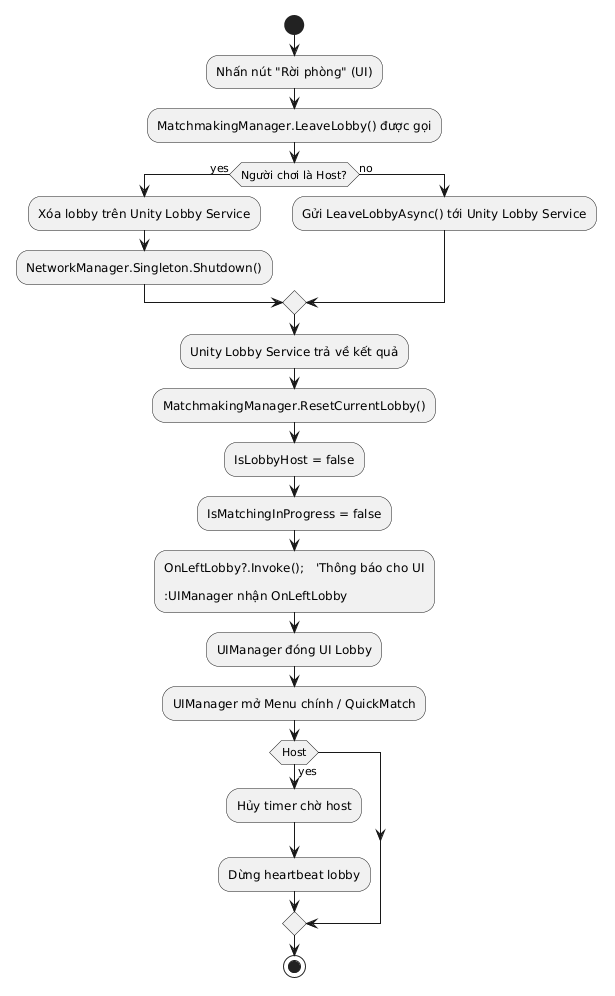 Nhấn nút "Rời phòng" (UI)
MatchmakingManager.LeaveLobby() được gọi
Người chơi là Host?
yes
no
Xóa lobby trên Unity Lobby Service
NetworkManager.Singleton.Shutdown()
Gửi LeaveLobbyAsync() tới Unity Lobby Service
Unity Lobby Service trả về kết quả
MatchmakingManager.ResetCurrentLobby()
IsLobbyHost = false
IsMatchingInProgress = false
OnLeftLobby?.Invoke(); 'Thông báo cho UI
:UIManager nhận OnLeftLobby
UIManager đóng UI Lobby
UIManager mở Menu chính / QuickMatch
Host
yes
Hủy timer chờ host
Dừng heartbeat lobby